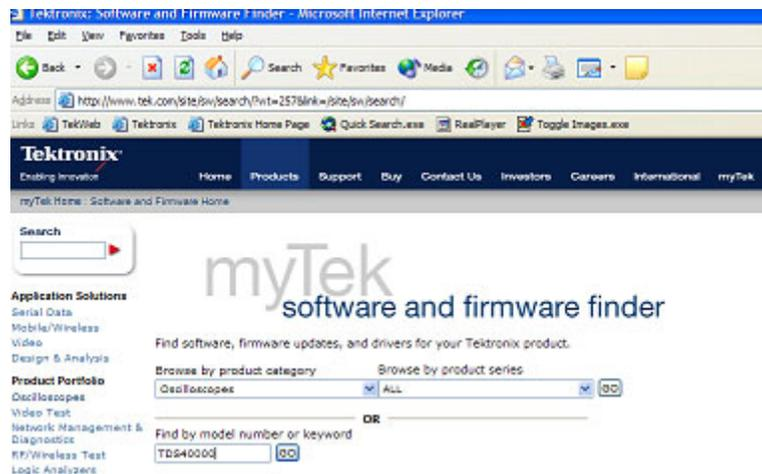 Tektronix: Software and Firmware Finder - Microsoft Internet Explorer
File Edit View Favorites Tools Help
Back Search Favorites Media
Address http://www.tek.com/site/sw/search/?wt=257&link=/site/sw/search/
Links TekWeb Tektronix Tektronix Home Page Quick Search.exe RealPlayer Toggle Images.exe
Tektronix
Enabling Innovation
Home Products Support Buy Contact Us Investors Careers International myTek
myTek Home : Software and Firmware Home
Search
myTek
software and firmware finder
Application Solutions
Serial Data
Mobile/Wireless
Video
Design & Analysis
Product Portfolio
Oscilloscopes
Video Test
Network Management &
Diagnostics
RF/Wireless Test
Logic Analyzers
Find software, firmware updates, and drivers for your Tektronix product.
Browse by product category Browse by product series
Oscilloscopes ALL GO
OR
Find by model number or keyword
TDS40000 GO